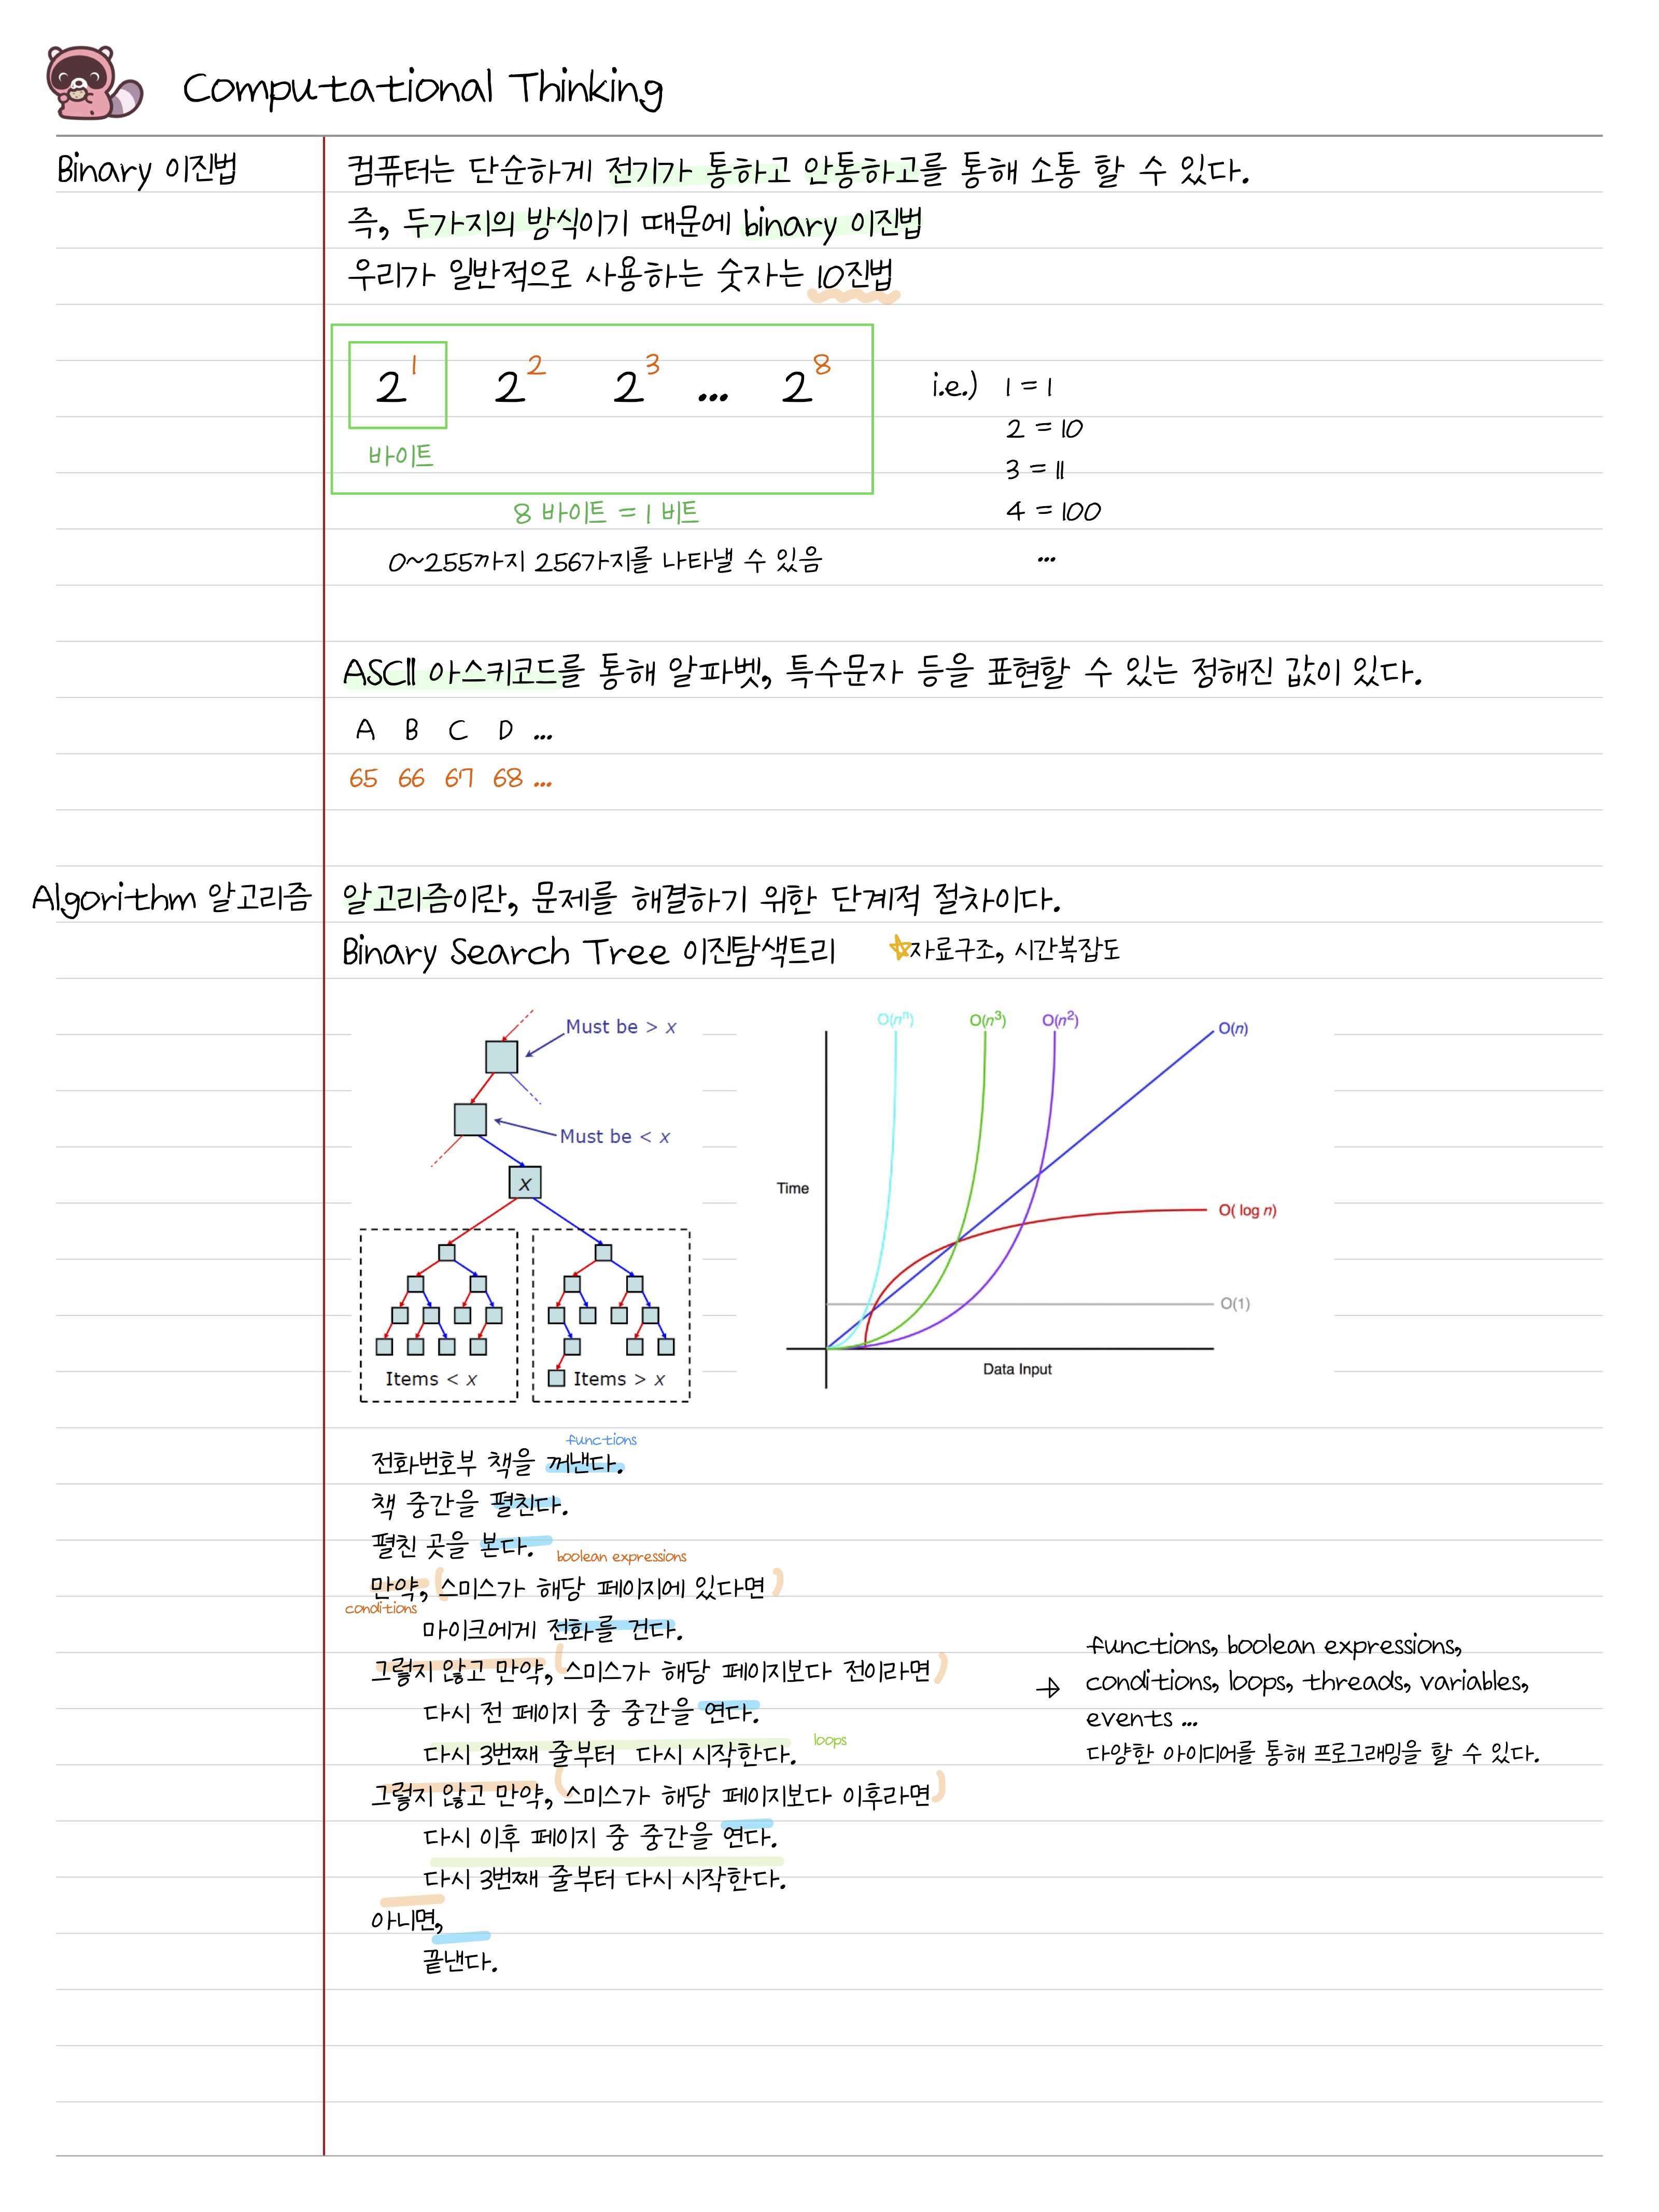 Computational Thinking
Binary 이진법
컴퓨터는 단순하게 전기가 통하고 안통하고를 통해 소통 할 수 있다.
즉, 두가지의 방식이기 때문에 binary 이진법
우리가 일반적으로 사용하는 숫자는 10진법
2^1 2^2 2^3 ... 2^8
바이트
8 바이트 = 1 비트
0~255까지 256가지를 나타낼 수 있음
i.e.) 1 = 1
2 = 10
3 = 11
4 = 100
...
ASCII 아스키코드를 통해 알파벳, 특수문자 등을 표현할 수 있는 정해진 값이 있다.
A B C D ...
65 66 67 68 ...
Algorithm 알고리즘
알고리즘이란, 문제를 해결하기 위한 단계적 절차이다.
Binary Search Tree 이진탐색트리
자료구조, 시간복잡도
Must be > x
Must be < x
x
Items < x
Items > x
O(n^n)
O(n^3)
O(n^2)
O(n)
Time
O( log n)
O(1)
Data Input
functions
전화번호부 책을 꺼낸다.
책 중간을 펼친다.
펼친 곳을 본다.
boolean expressions
만약, (스미스가 해당 페이지에 있다면)
conditions
마이크에게 전화를 건다.
그렇지 않고 만약, (스미스가 해당 페이지보다 전이라면)
다시 전 페이지 중 중간을 연다.
다시 3번째 줄부터 다시 시작한다.
loops
그렇지 않고 만약, (스미스가 해당 페이지보다 이후라면)
다시 이후 페이지 중 중간을 연다.
다시 3번째 줄부터 다시 시작한다.
아니면,
끝낸다.
→ functions, boolean expressions,
conditions, loops, threads, variables,
events ...
다양한 아이디어를 통해 프로그래밍을 할 수 있다.